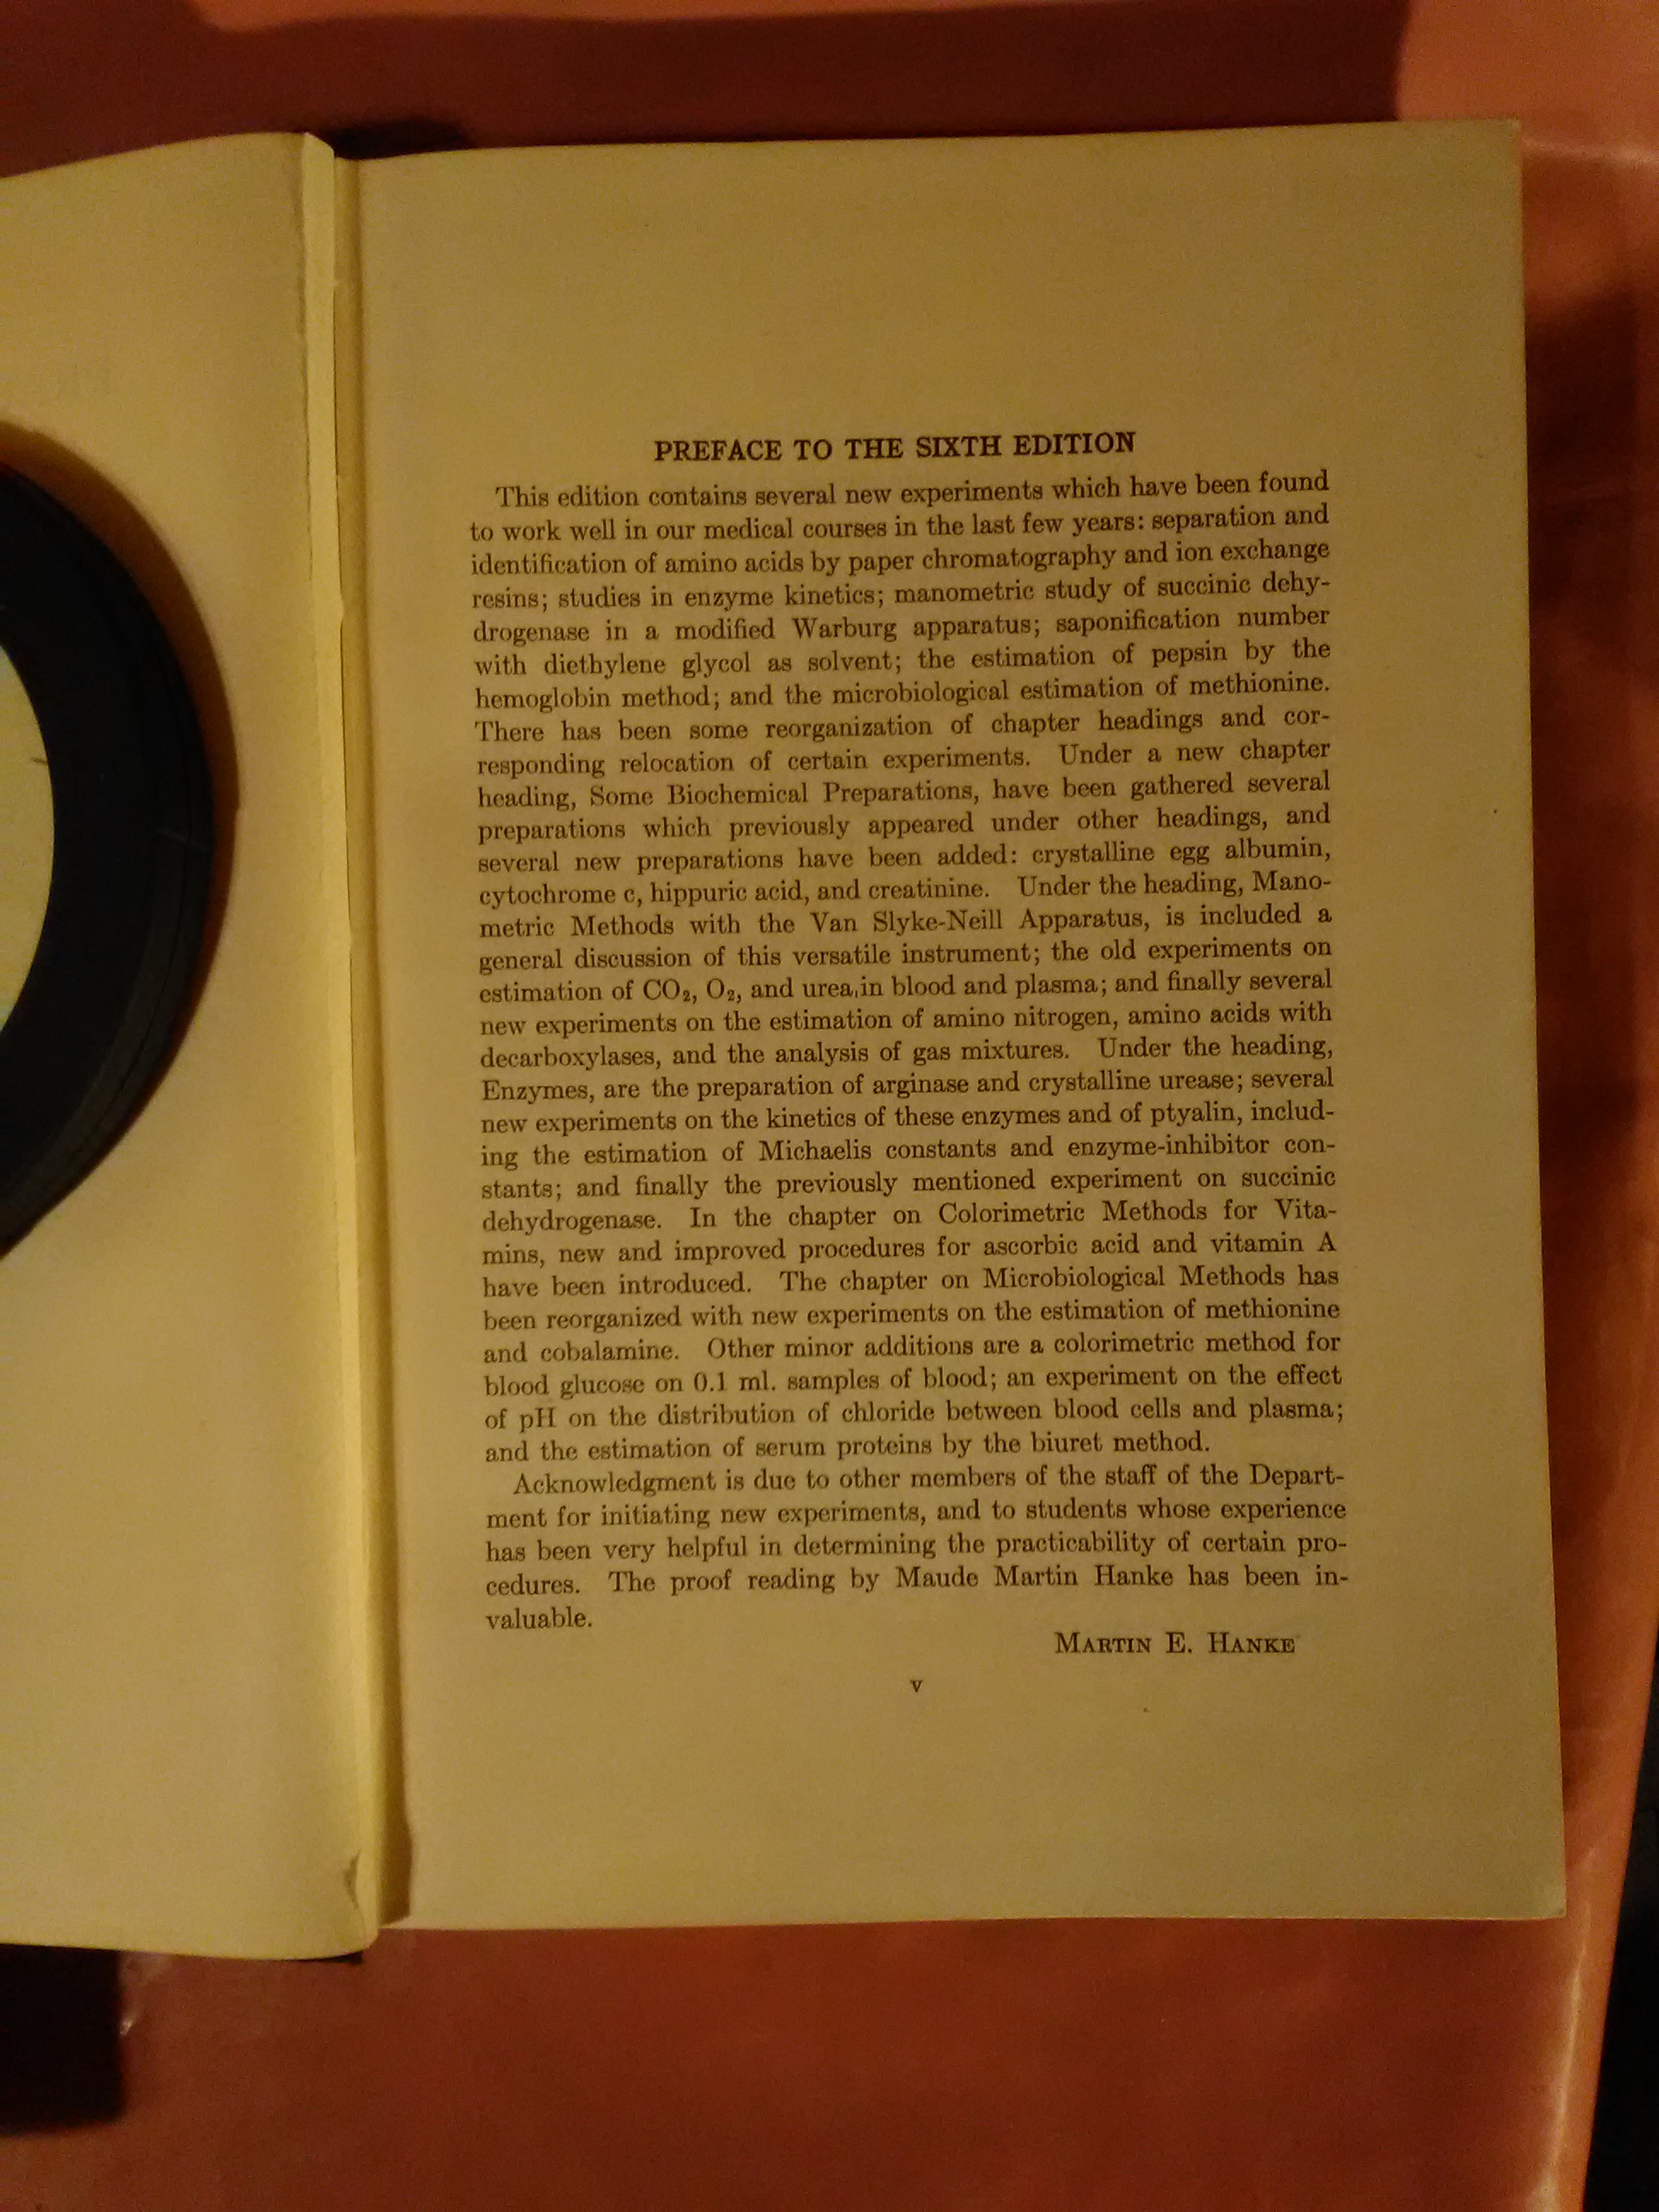 PREFACE TO THE SIXTH EDITION
This edition contains several new experiments which have been found
to work well in our medical courses in the last few years: separation and
identification of amino acids by paper chromatography and ion exchange
resins; studies in enzyme kinetics; manometric study of succinic dehy-
drogenase in a modified Warburg apparatus; saponification number
with diethylene glycol as solvent; the estimation of pepsin by the
hemoglobin method; and the microbiological estimation of methionine.
There has been some reorganization of chapter headings and cor-
responding relocation of certain experiments. Under a new chapter
heading, Some Biochemical Preparations, have been gathered several
preparations which previously appeared under other headings, and
several new preparations have been added: crystalline egg albumin,
cytochrome c, hippuric acid, and creatinine. Under the heading, Mano-
metric Methods with the Van Slyke-Neill Apparatus, is included a
general discussion of this versatile instrument; the old experiments on
estimation of CO₂, O₂, and urea, in blood and plasma; and finally several
new experiments on the estimation of amino nitrogen, amino acids with
decarboxylases, and the analysis of gas mixtures. Under the heading,
Enzymes, are the preparation of arginase and crystalline urease; several
new experiments on the kinetics of these enzymes and of ptyalin, includ-
ing the estimation of Michaelis constants and enzyme-inhibitor con-
stants; and finally the previously mentioned experiment on succinic
dehydrogenase. In the chapter on Colorimetric Methods for Vita-
mins, new and improved procedures for ascorbic acid and vitamin A
have been introduced. The chapter on Microbiological Methods has
been reorganized with new experiments on the estimation of methionine
and cobalamine. Other minor additions are a colorimetric method for
blood glucose on 0.1 ml. samples of blood; an experiment on the effect
of pH on the distribution of chloride between blood cells and plasma;
and the estimation of serum proteins by the biuret method.
Acknowledgment is due to other members of the staff of the Depart-
ment for initiating new experiments, and to students whose experience
has been very helpful in determining the practicability of certain pro-
cedures. The proof reading by Maude Martin Hanke has been in-
valuable.
MARTIN E. HANKE
v